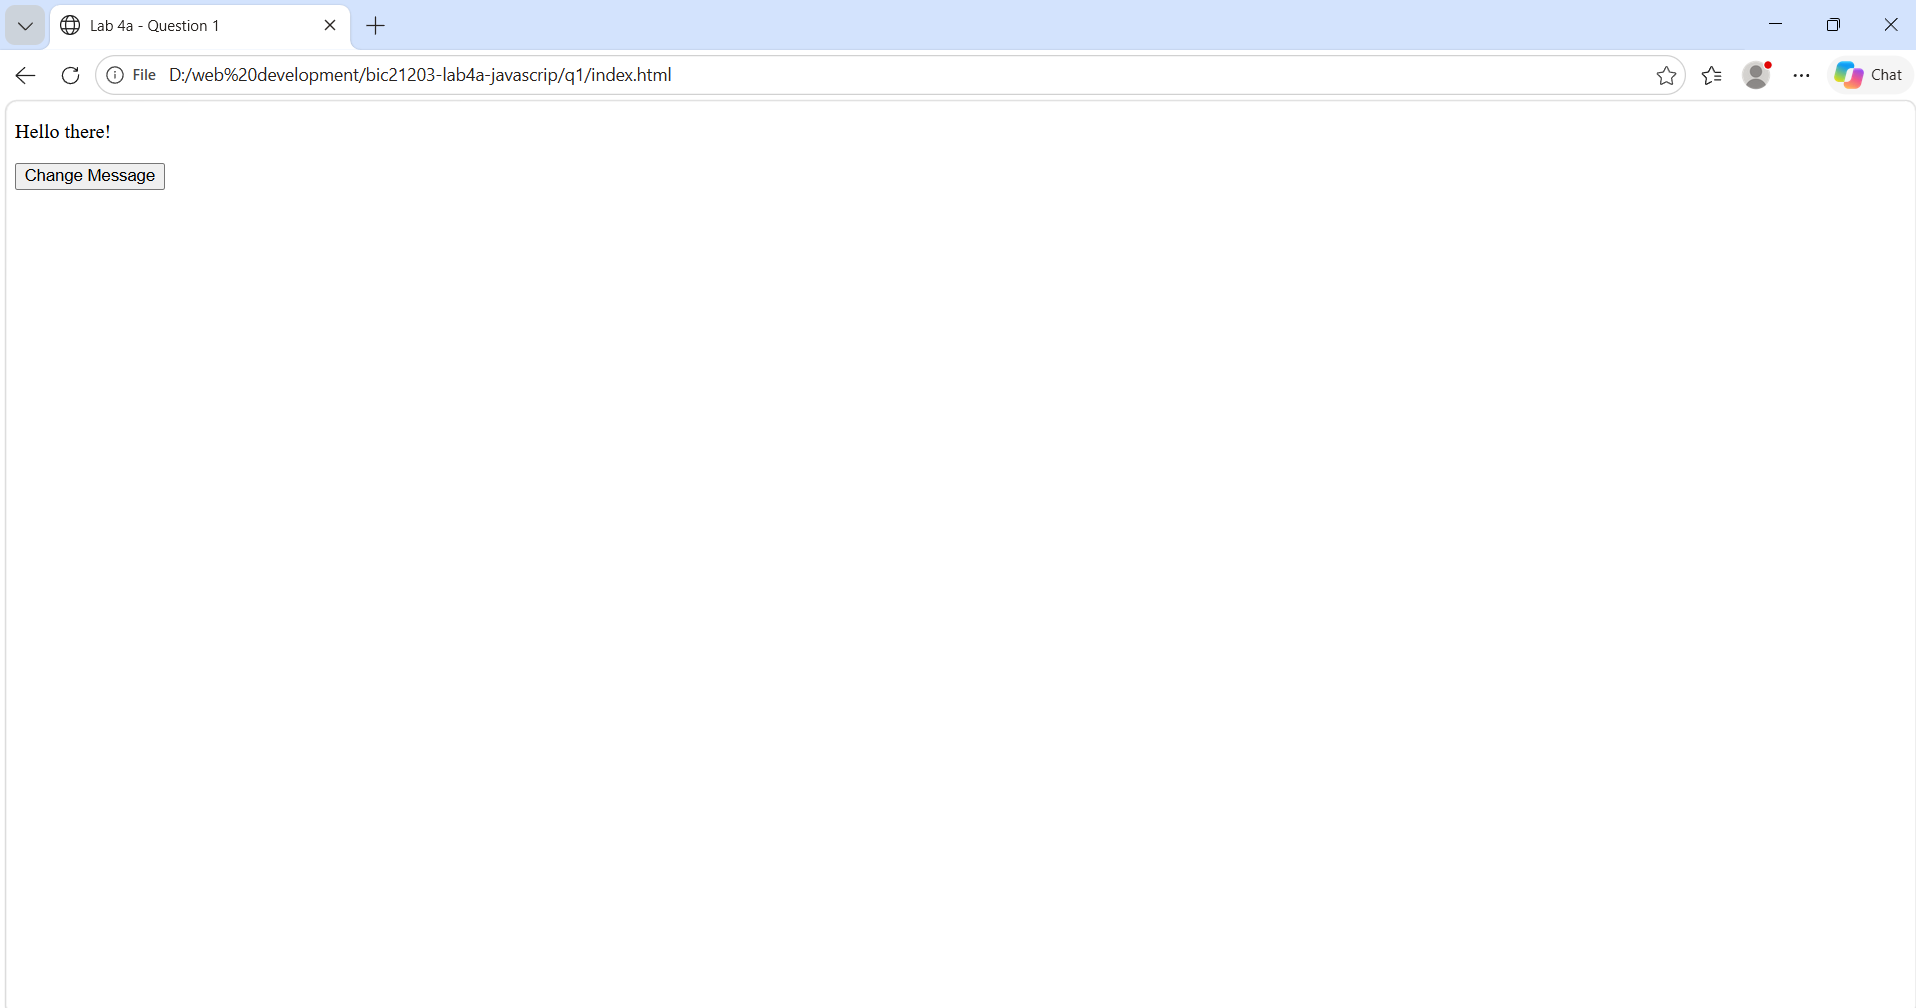 Lab 4a - Question 1
File D:/web%20development/bic21203-lab4a-javascrip/q1/index.html
Chat
Hello there!
Change Message